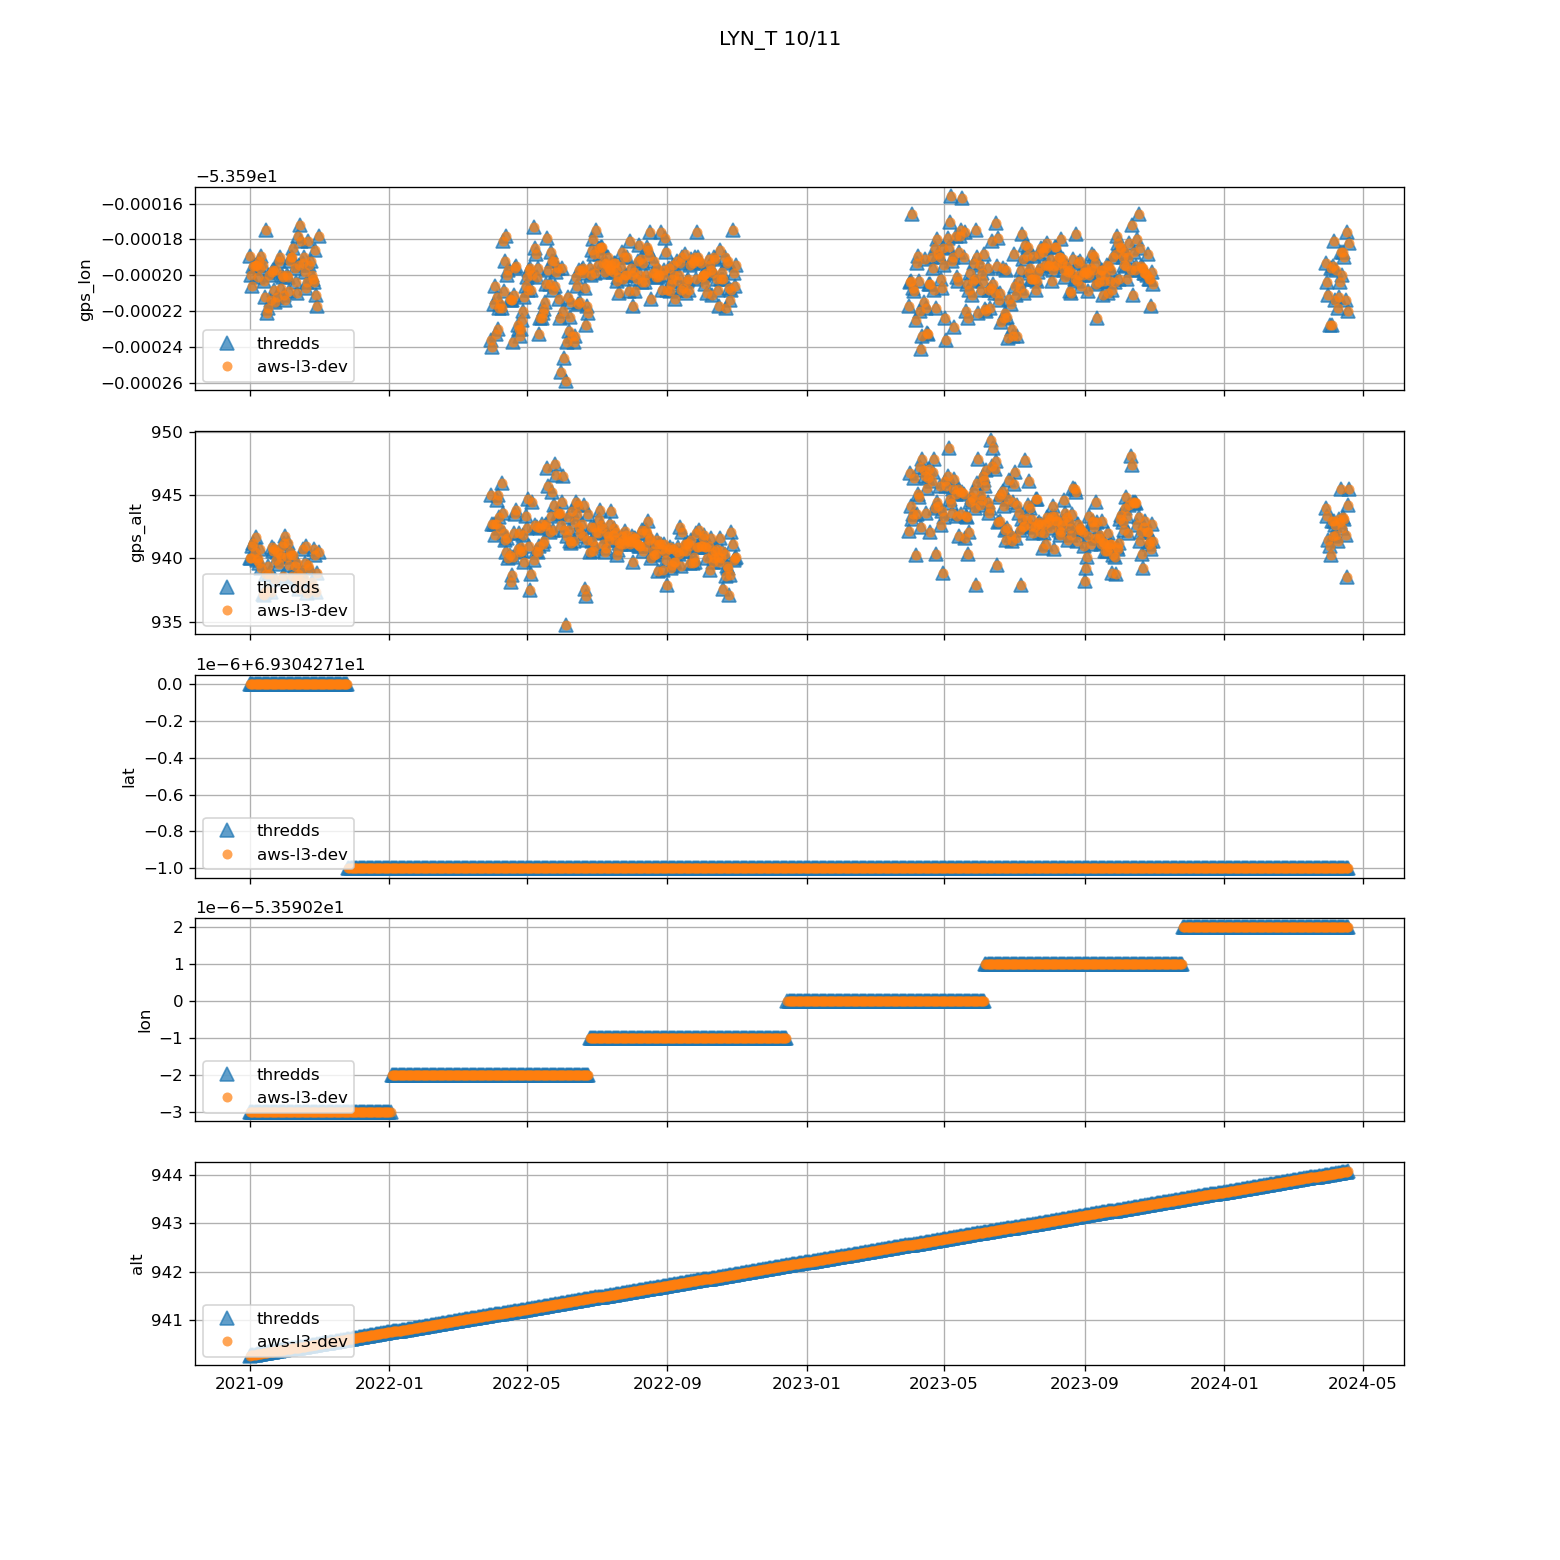 LYN_T 10/11
−5.359e1
−0.00016
−0.00018
−0.00020
−0.00022
−0.00024
−0.00026
gps_lon
thredds
aws-l3-dev
950
945
940
935
gps_alt
thredds
aws-l3-dev
1e−6+6.9304271e1
0.0
−0.2
−0.4
−0.6
−0.8
−1.0
lat
thredds
aws-l3-dev
1e−6−5.35902e1
2
1
0
−1
−2
−3
lon
thredds
aws-l3-dev
944
943
942
941
alt
thredds
aws-l3-dev
2021-09 2022-01 2022-05 2022-09 2023-01 2023-05 2023-09 2024-01 2024-05